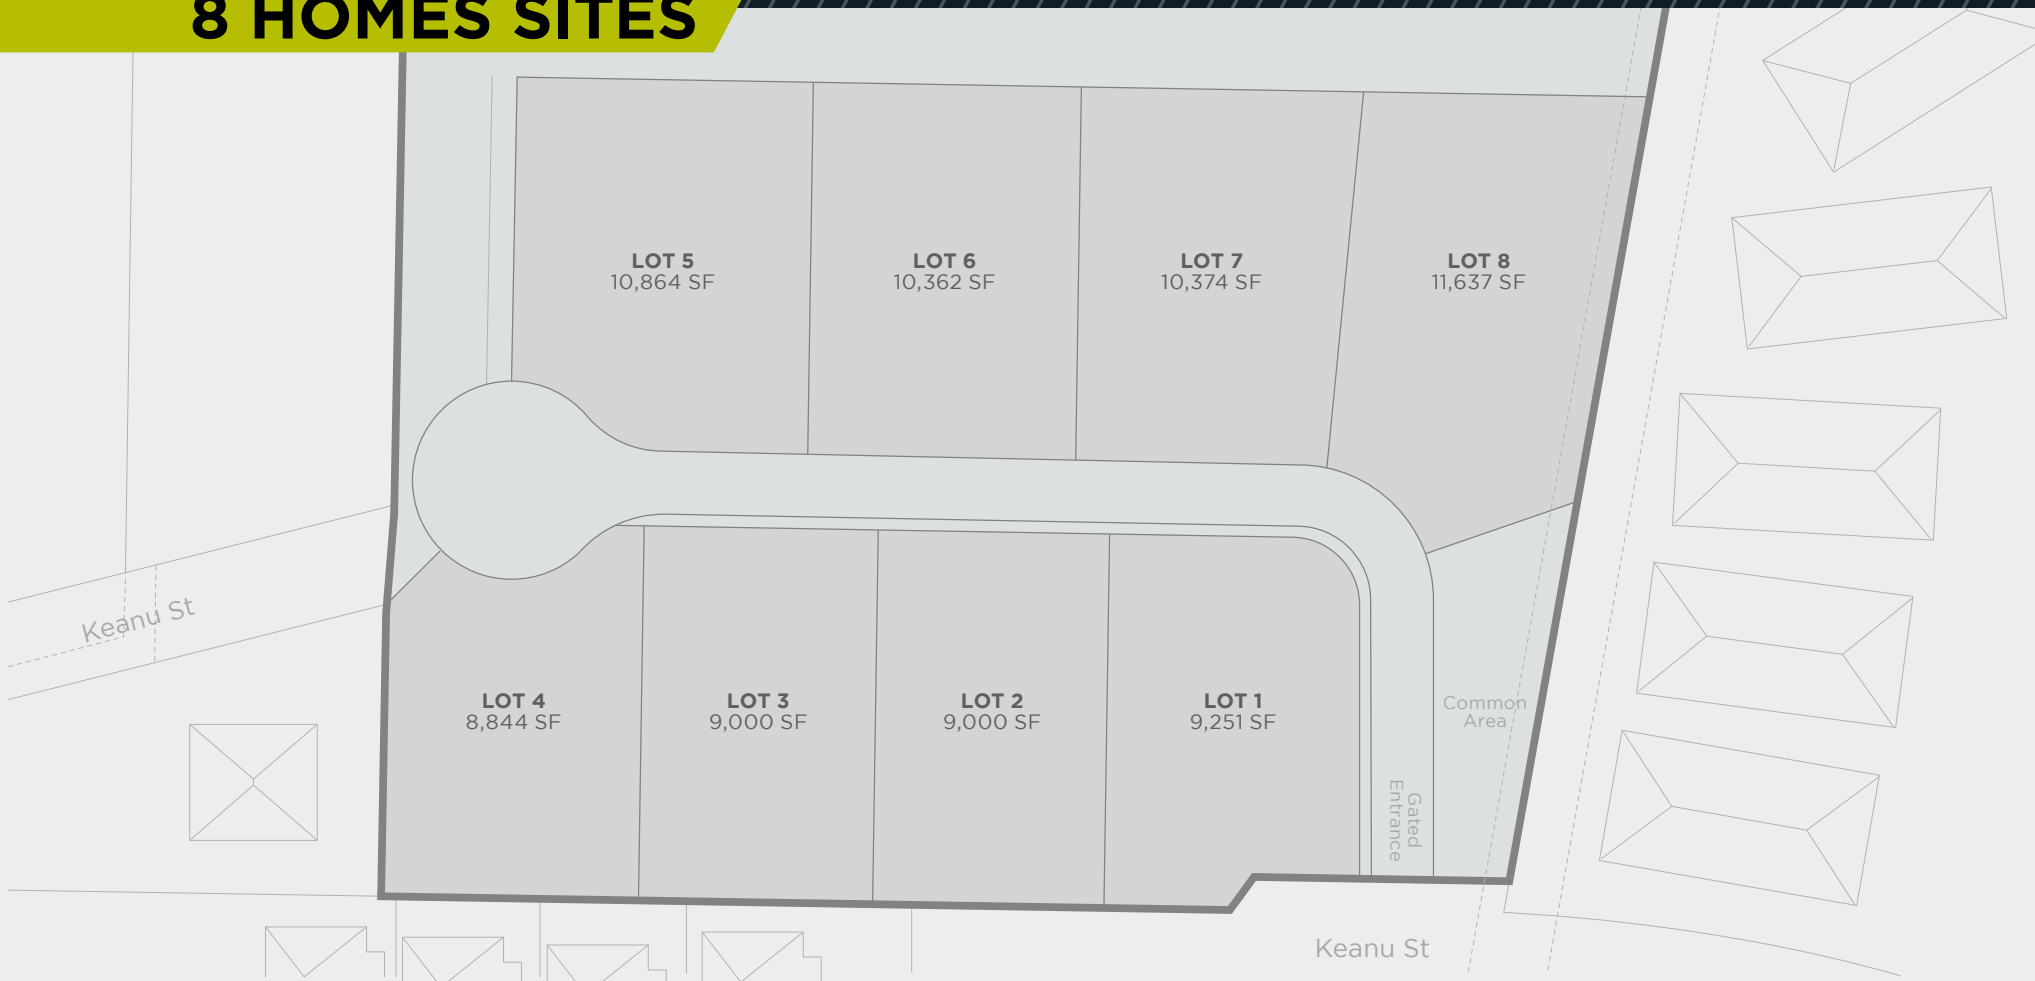 8 HOMES SITES
LOT 5
10,864 SF
LOT 6
10,362 SF
LOT 7
10,374 SF
LOT 8
11,637 SF
Keanu St
LOT 4
8,844 SF
LOT 3
9,000 SF
LOT 2
9,000 SF
LOT 1
9,251 SF
Common
Area
Gated
Entrance
Keanu St